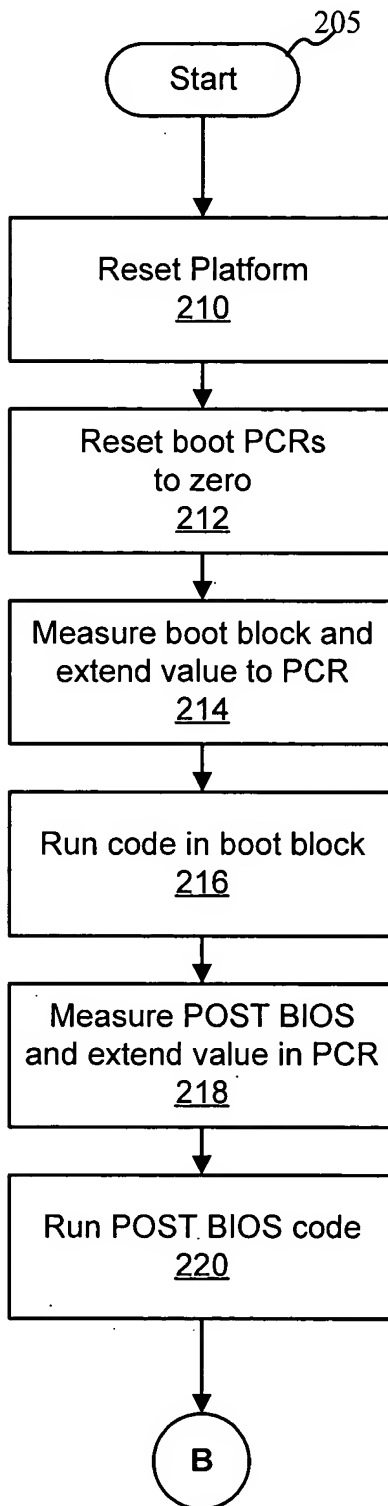 205
Start
Reset Platform
210
Reset boot PCRs
to zero
212
Measure boot block and
extend value to PCR
214
Run code in boot block
216
Measure POST BIOS
and extend value in PCR
218
Run POST BIOS code
220
B